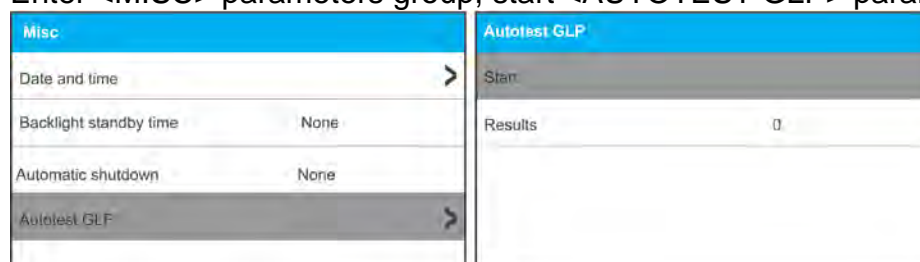 Enter <MISC> parameters group, start <AUTOTEST GLP> para
Misc
Date and time >
Backlight standby time None
Automatic shutdown None
Autotest GLP >
Autotest GLP
Start
Results 0